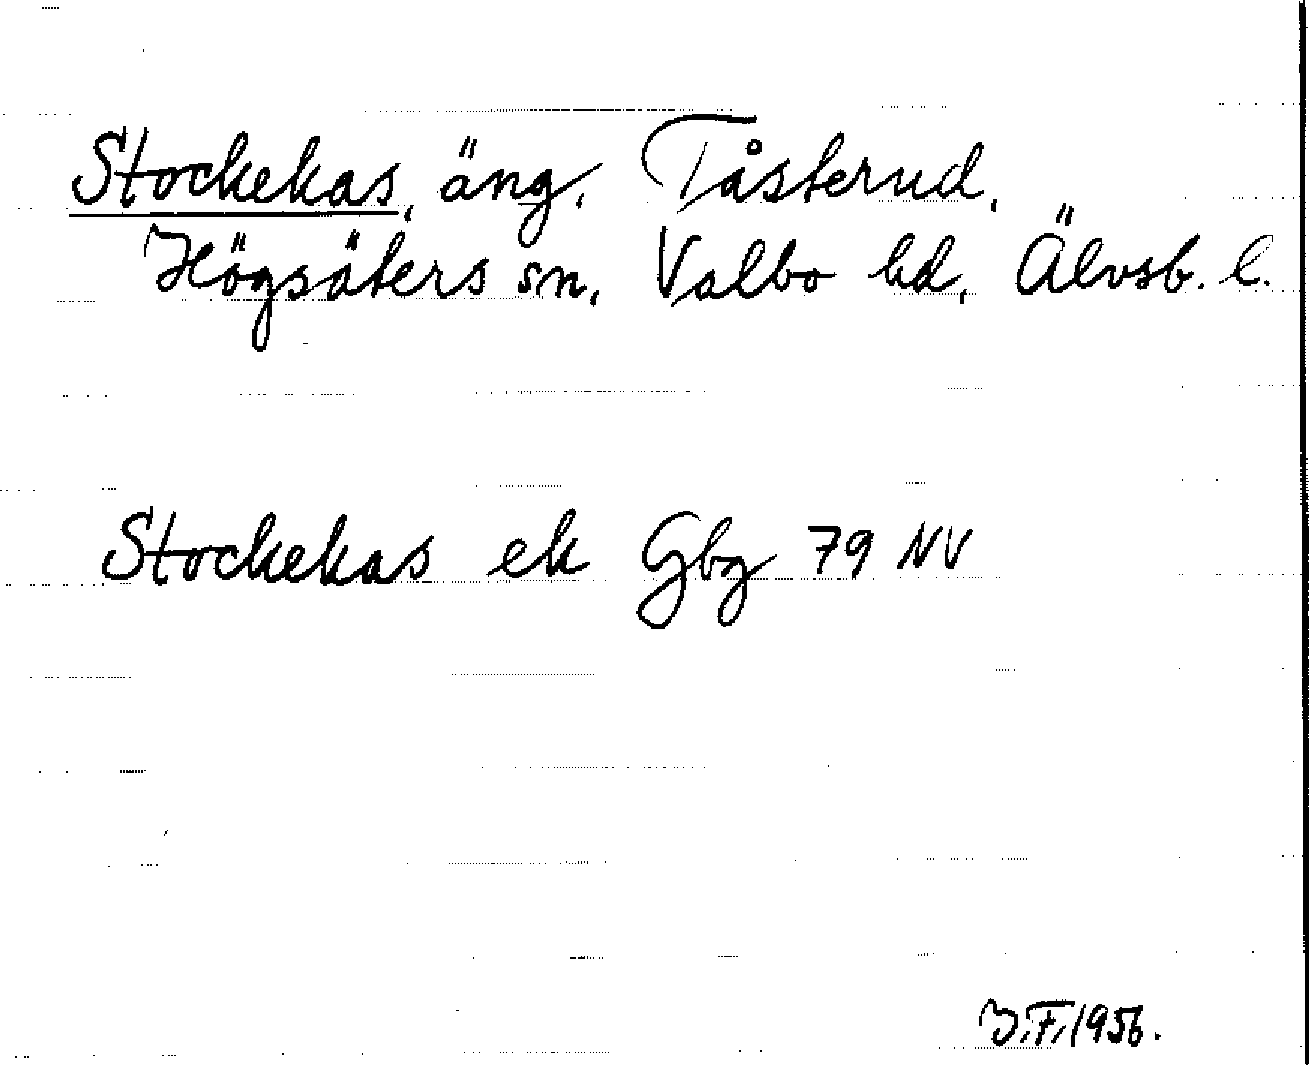 Stockekas, äng, Tåsterud,
Högsäters sn, Valbo hd, Älvsb. l.
Stockekas ek Gbg 79 NV
I.F. 1956.